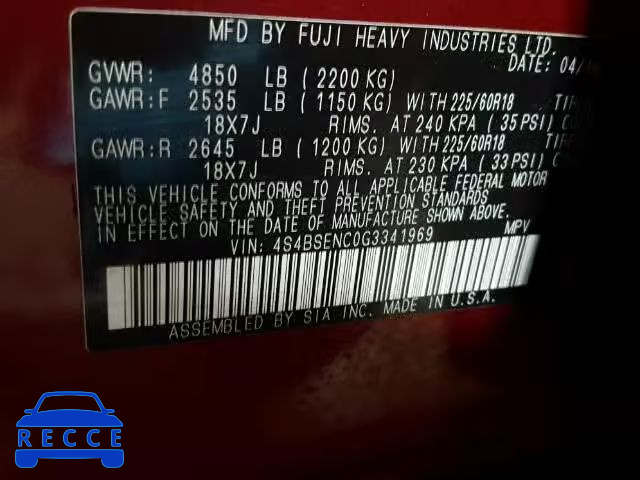 MFD BY FUJI HEAVY INDUSTRIES LTD.
DATE: 04/
GVWR: 4850 LB (2200 KG)
GAWR:F 2535 LB (1150 KG) WITH 225/60R18
18X7J RIMS. AT 240 KPA (35 PSI)
GAWR:R 2645 LB (1200 KG) WITH 225/60R18
18X7J RIMS. AT 230 KPA (33 PSI)
THIS VEHICLE CONFORMS TO ALL APPLICABLE FEDERAL MOTOR
VEHICLE SAFETY AND THEFT PREVENTION STANDARDS
IN EFFECT ON THE DATE OF MANUFACTURE SHOWN ABOVE.
VIN: 4S4BSENC0G3341969 MPV
ASSEMBLED BY SIA INC. MADE IN U.S.A.
RECCE